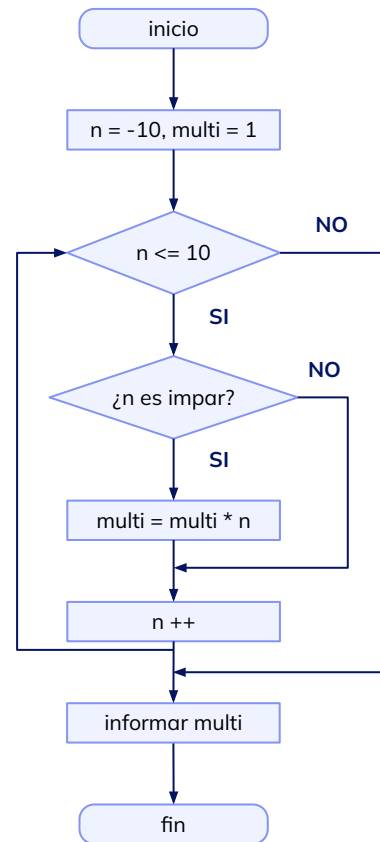 inicio
n = -10, multi = 1
n <= 10
NO
SI
¿n es impar?
NO
SI
multi = multi * n
n ++
informar multi
fin